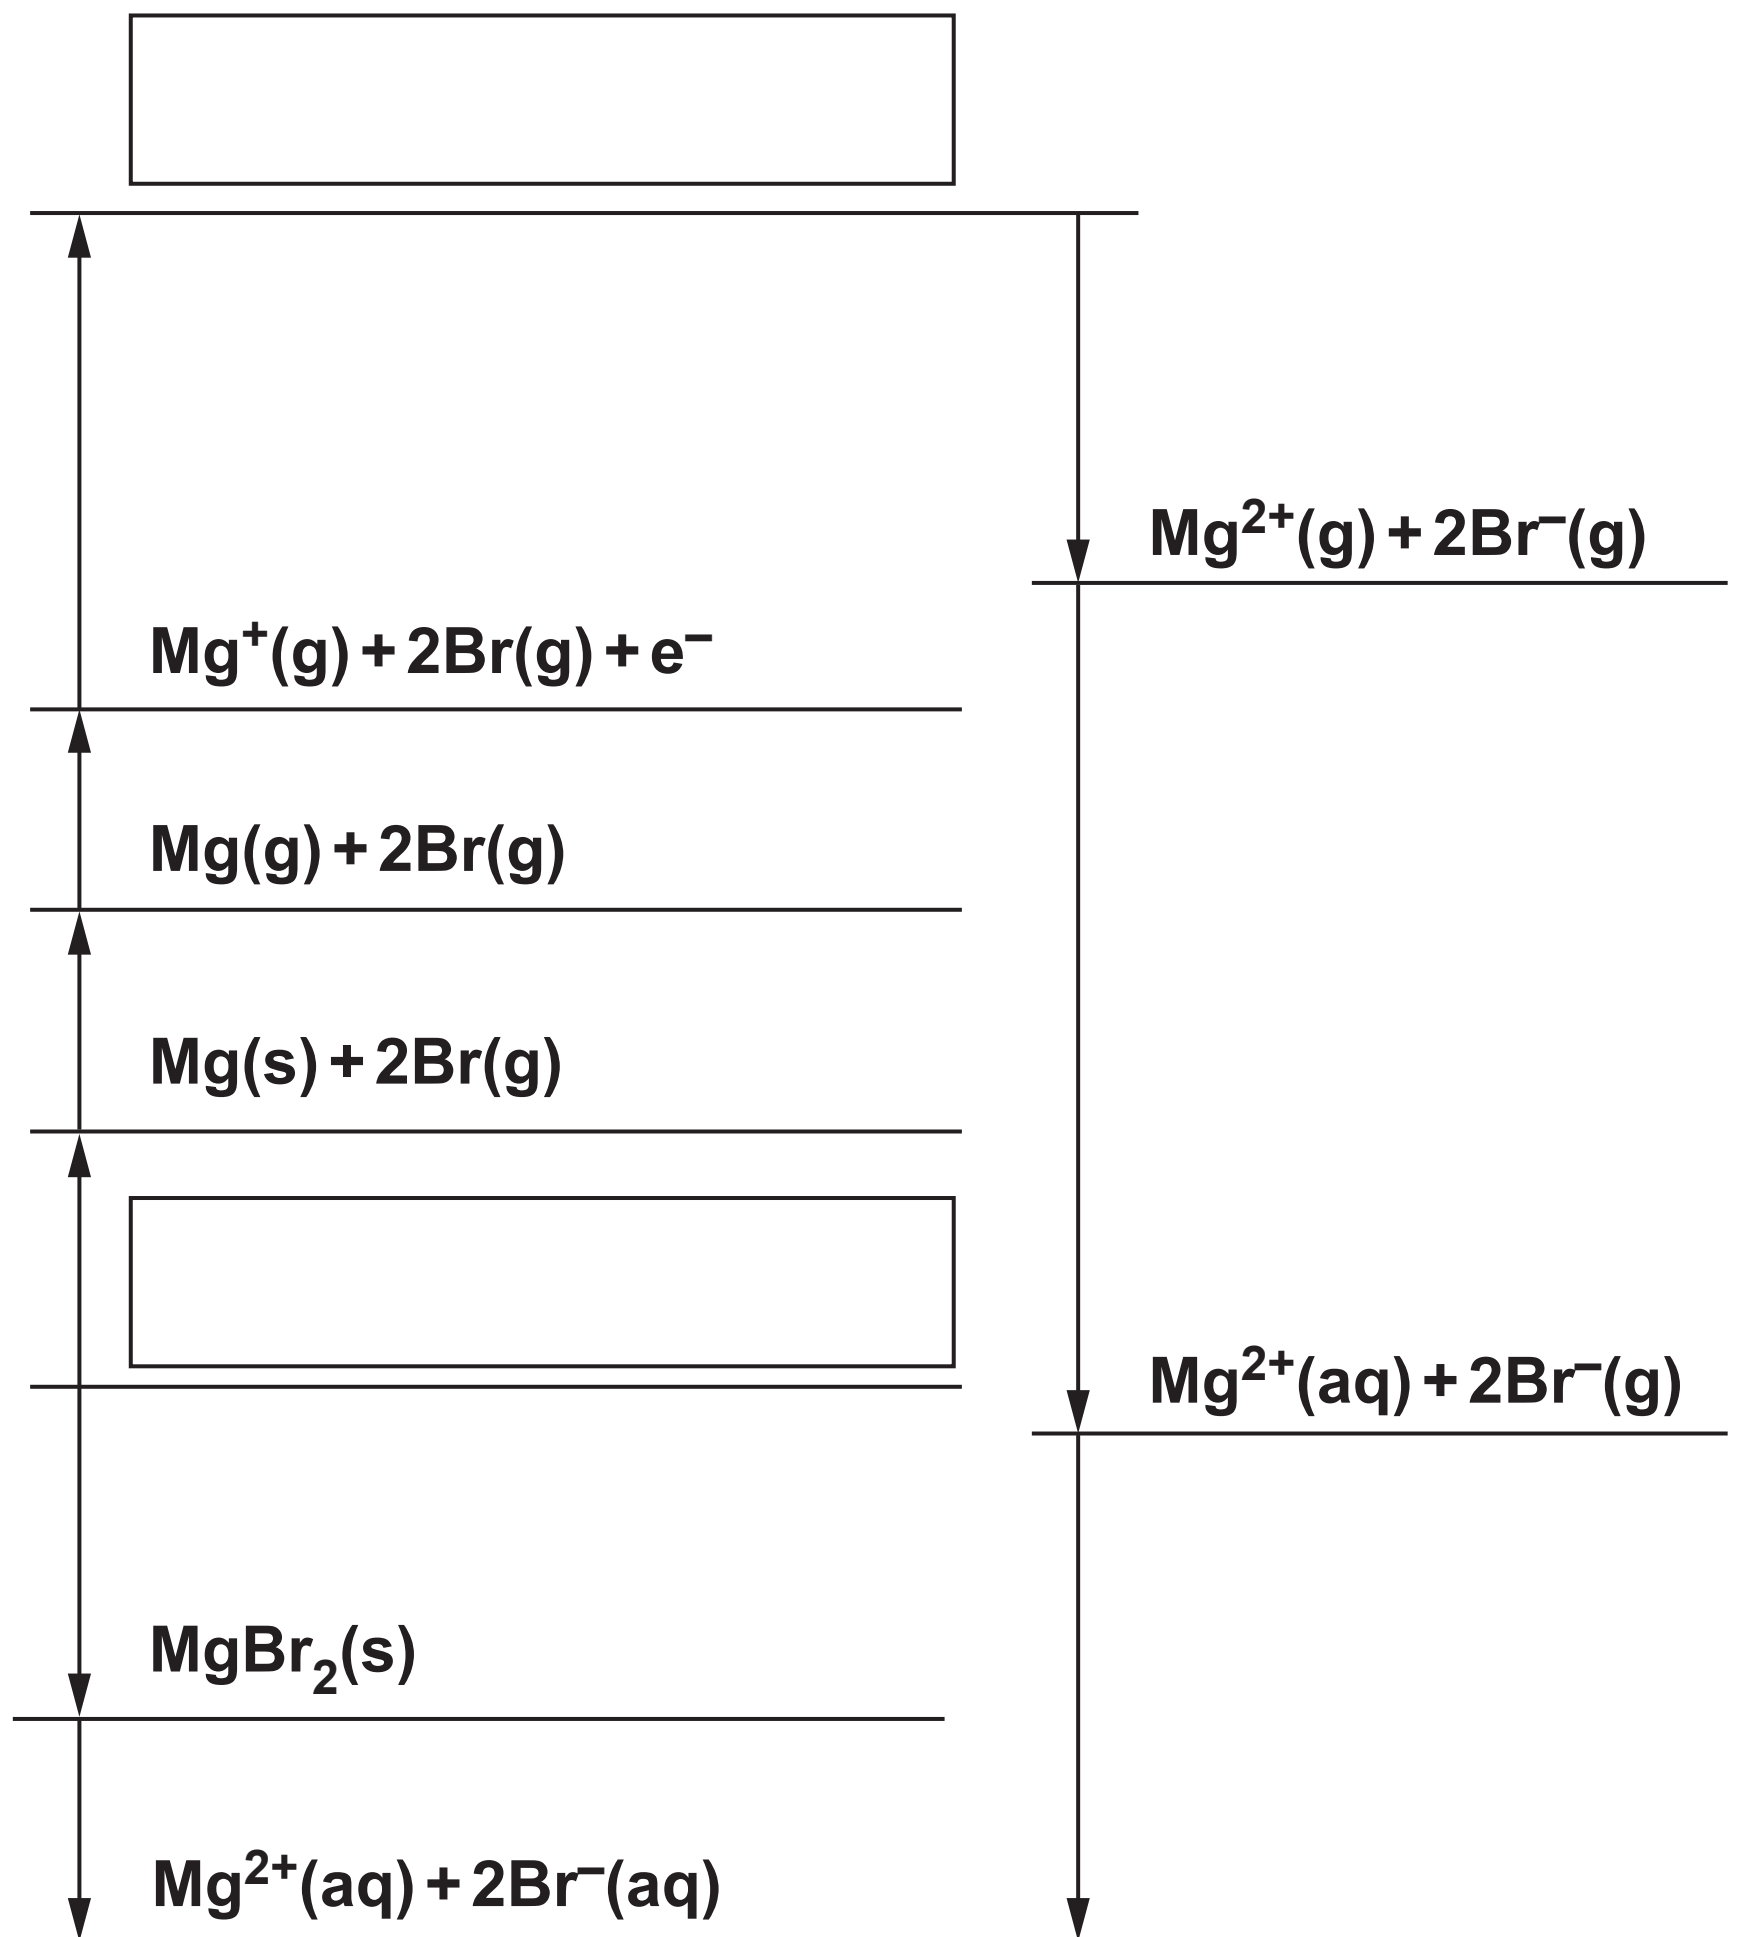 Mg²⁺(g) + 2Br⁻(g)
Mg⁺(g) + 2Br(g) + e⁻
Mg(g) + 2Br(g)
Mg(s) + 2Br(g)
Mg²⁺(aq) + 2Br⁻(g)
MgBr₂(s)
Mg²⁺(aq) + 2Br⁻(aq)